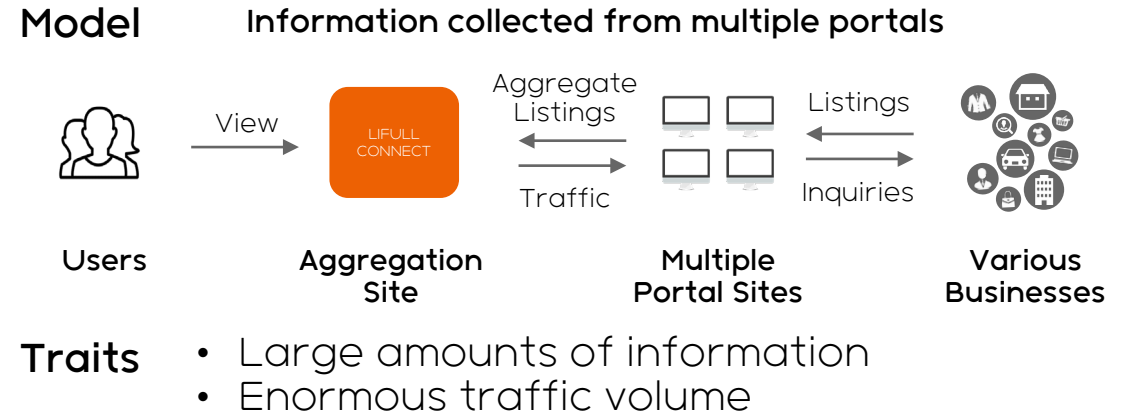 Model
Information collected from multiple portals
View
LIFULL
CONNECT
Aggregate
Listings
Traffic
Listings
Inquiries
Users
Aggregation
Site
Multiple
Portal Sites
Various
Businesses
Traits
• Large amounts of information
• Enormous traffic volume